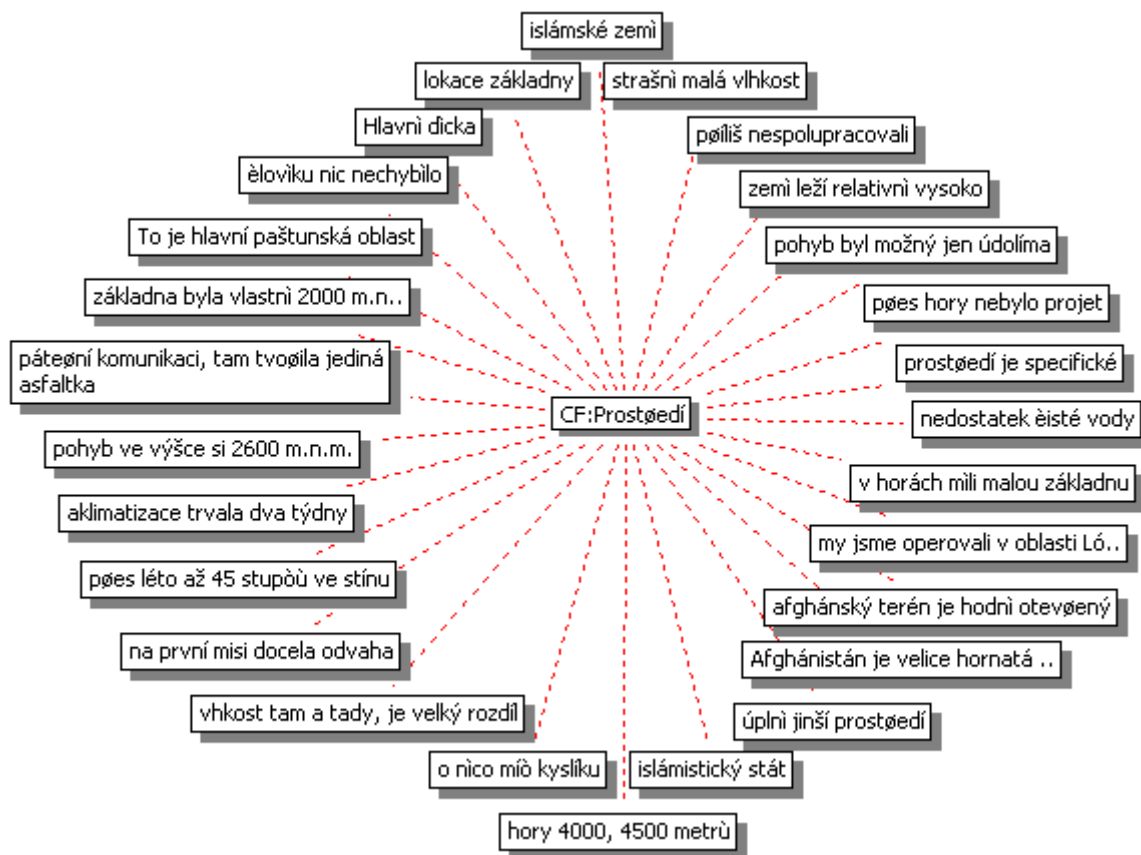 islámské zemì
lokace základny
strašnì malá vlhkost
Hlavnì ďìcka
pøíliš nespolupracovali
èlovìku nic nechybìlo
zemì leží relativnì vysoko
To je hlavní paštunská oblast
pohyb byl možný jen údolíma
základna byla vlastnì 2000 m.n..
pøes hory nebylo projet
páteøní komunikaci, tam tvoøila jediná
asfaltka
prostøedí je specifické
CF:Prostøedí
nedostatek èisté vody
pohyb ve výšce si 2600 m.n.m.
v horách mìli malou základnu
aklimatizace trvala dva týdny
my jsme operovali v oblasti Ló..
pøes léto až 45 stupòù ve stínu
afghánský terén je hodnì otevøený
na první misi docela odvaha
Afghánistán je velice hornatá ..
vhkost tam a tady, je velký rozdíl
úplnì jinší prostøedí
o nìco míò kyslíku
islámistický stát
hory 4000, 4500 metrù